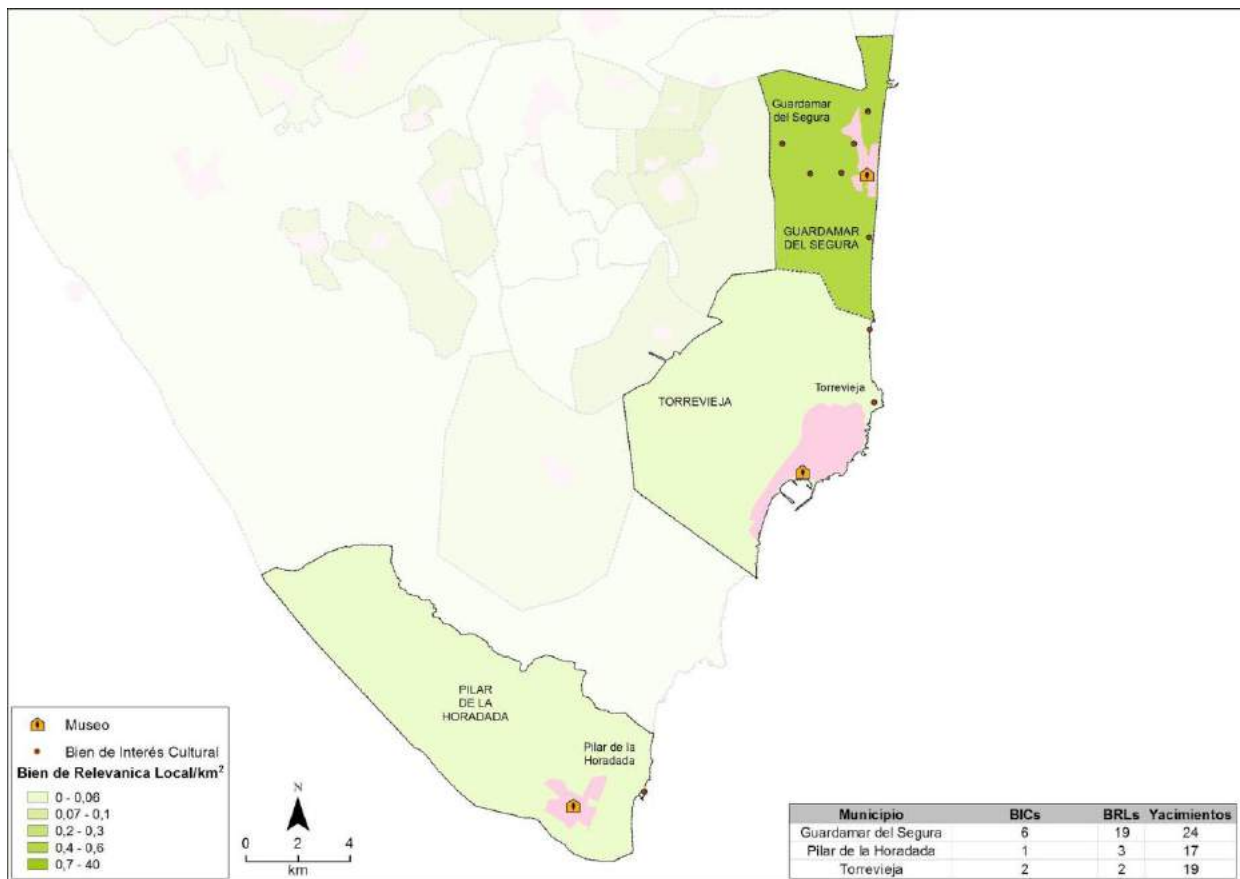 Guardamar
del Segura
GUARDAMAR
DEL SEGURA
Torrevieja
TORREVIEJA
PILAR
DE LA
HORADADA
Pilar de la
Horadada
Museo
Bien de Interés Cultural
Bien de Relevanica Local/km²
0 - 0,06
0,07 - 0,1
0,2 - 0,3
0,4 - 0,6
0,7 - 40
N
0 2 4
km
Municipio BICs BRLs Yacimientos
Guardamar del Segura 6 19 24
Pilar de la Horadada 1 3 17
Torrevieja 2 2 19